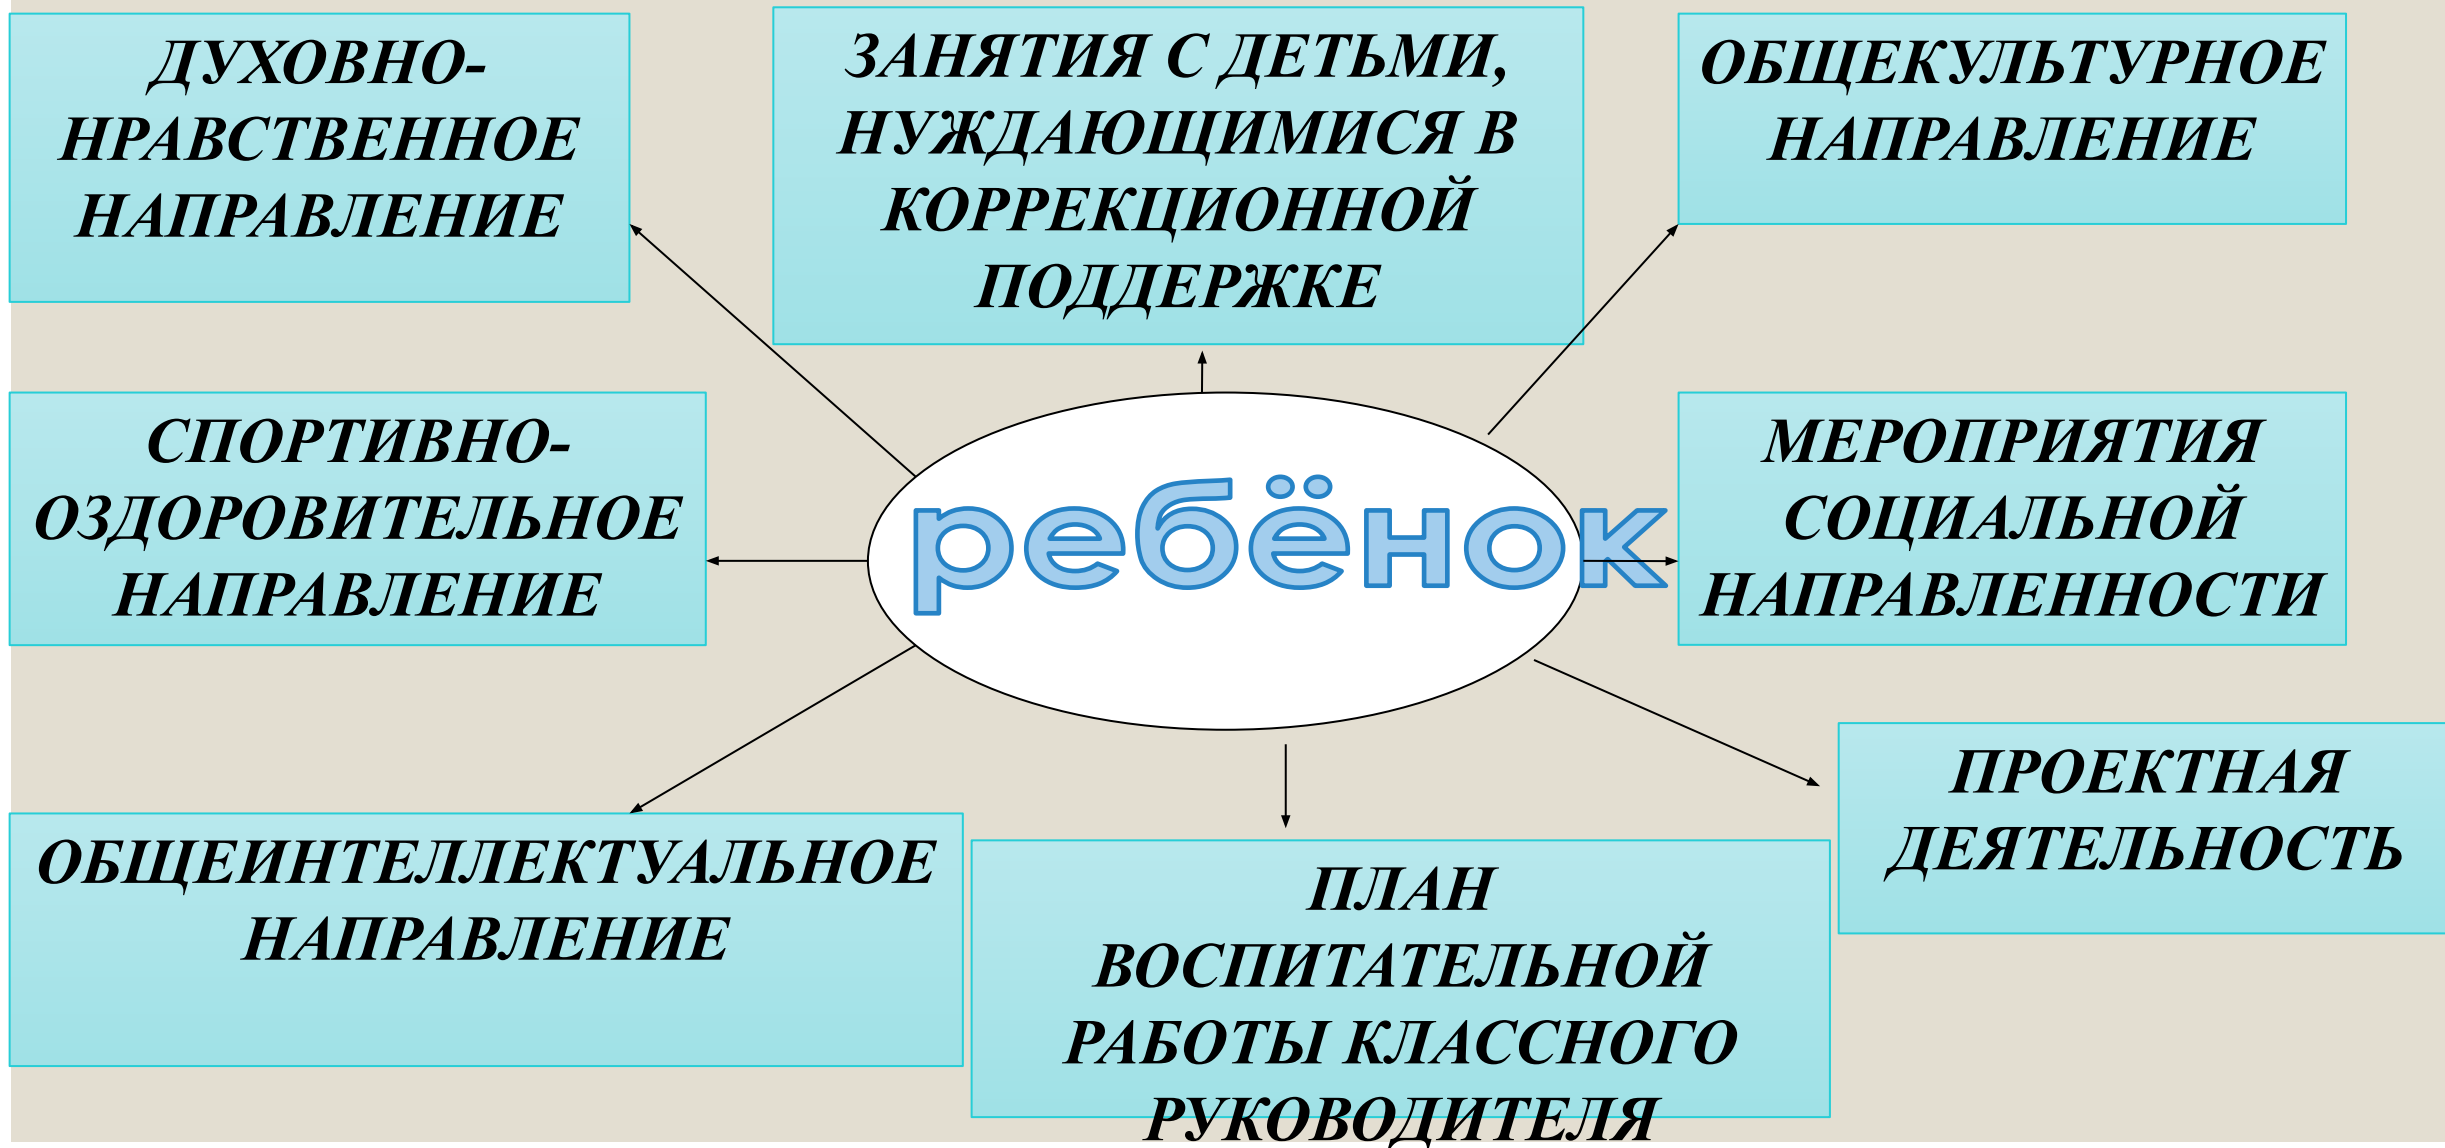 ДУХОВНО-
НРАВСТВЕННОЕ
НАПРАВЛЕНИЕ
ЗАНЯТИЯ С ДЕТЬМИ,
НУЖДАЮЩИМИСЯ В
КОРРЕКЦИОННОЙ
ПОДДЕРЖКЕ
ОБЩЕКУЛЬТУРНОЕ
НАПРАВЛЕНИЕ
СПОРТИВНО-
ОЗДОРОВИТЕЛЬНОЕ
НАПРАВЛЕНИЕ
ребёнок
МЕРОПРИЯТИЯ
СОЦИАЛЬНОЙ
НАПРАВЛЕННОСТИ
ОБЩЕИНТЕЛЛЕКТУАЛЬНОЕ
НАПРАВЛЕНИЕ
ПЛАН
ВОСПИТАТЕЛЬНОЙ
РАБОТЫ КЛАССНОГО
РУКОВОДИТЕЛЯ
ПРОЕКТНАЯ
ДЕЯТЕЛЬНОСТЬ